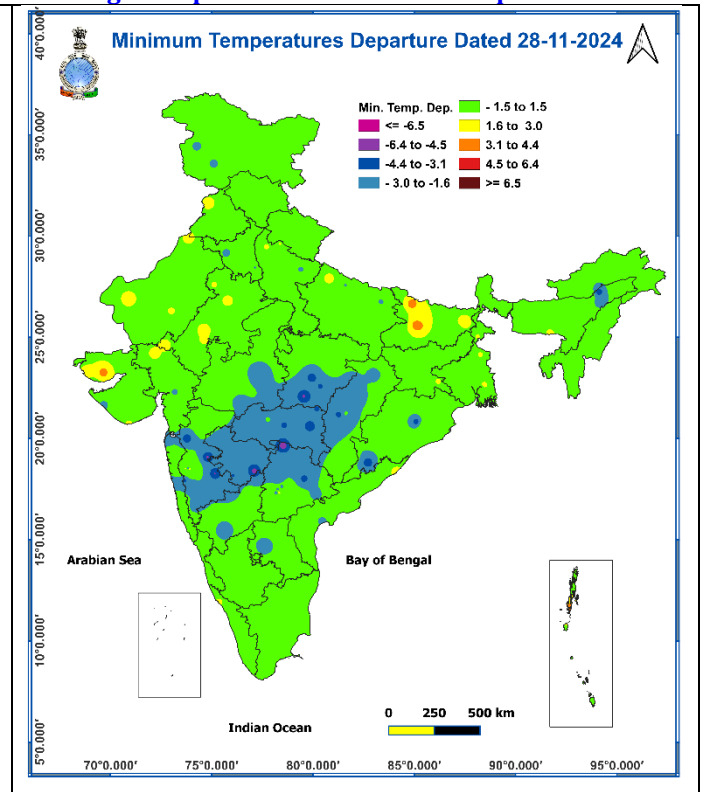 Minimum Temperatures Departure Dated 28-11-2024
Min. Temp. Dep.
<= -6.5
-6.4 to -4.5
-4.4 to -3.1
- 3.0 to -1.6
- 1.5 to 1.5
1.6 to 3.0
3.1 to 4.4
4.5 to 6.4
>= 6.5
40°0.000'
35°0.000'
30°0.000'
25°0.000'
20°0.000'
15°0.000'
10°0.000'
5°0.000'
Arabian Sea
Bay of Bengal
Indian Ocean
0 250 500 km
70°0.000' 75°0.000' 80°0.000' 85°0.000' 90°0.000' 95°0.000'